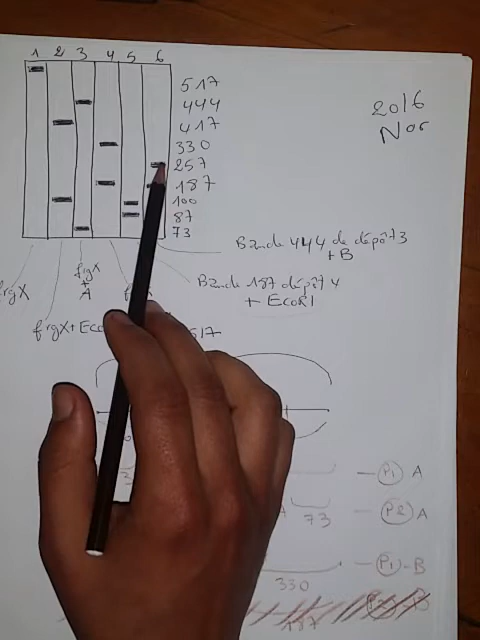 1 2 3 4 5 6
517
444
417
330
257
187
100
87
73
2016
Nor
Bande 444 de dépôt 3
+ B
Bande 187 dépôt 4
+ EcoRI
frgX
frgX + Eco
frgX
+
A
517
P1 A
73
P2 A
P1 - B
330
187